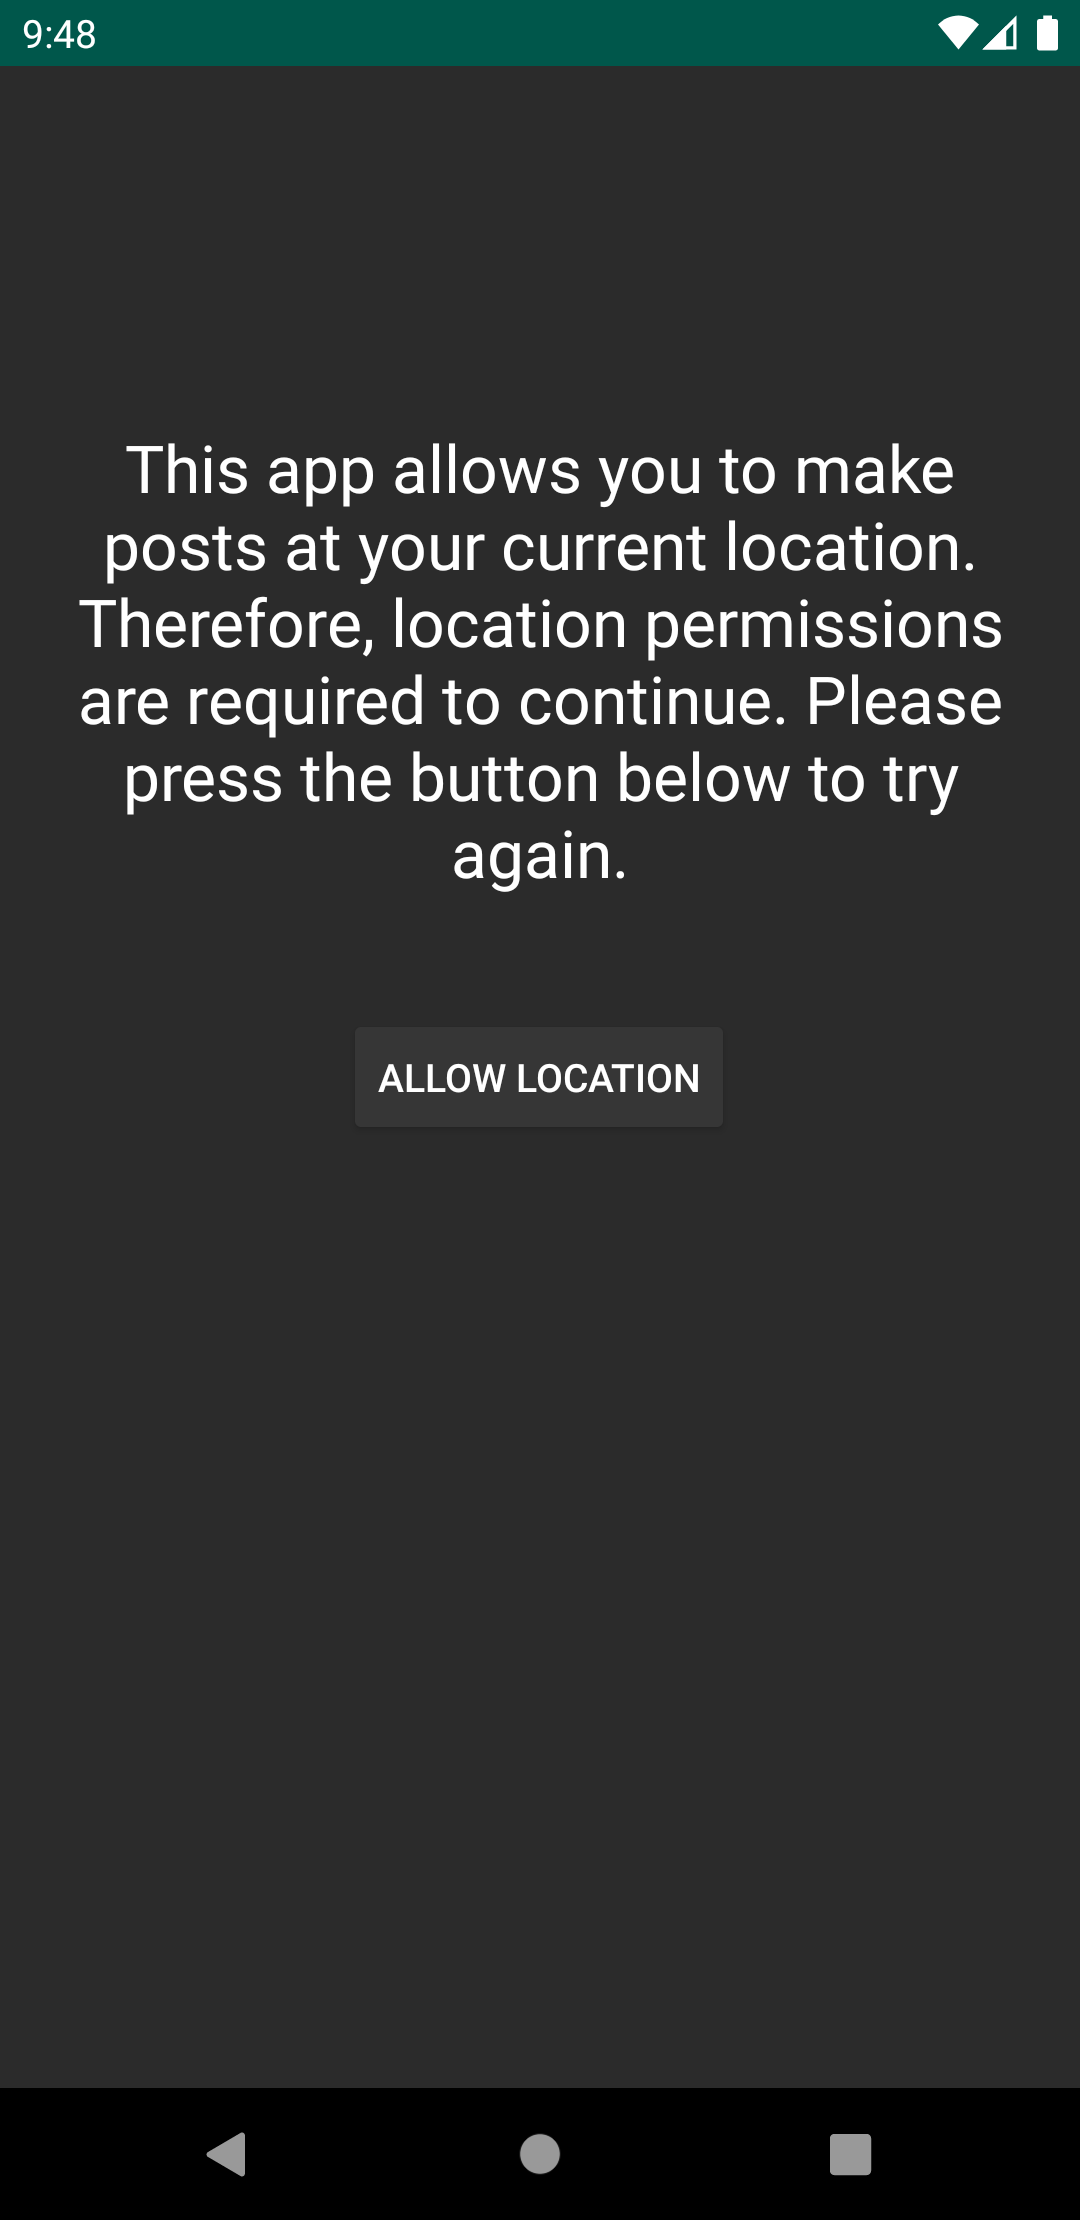 9:48
This app allows you to make
posts at your current location.
Therefore, location permissions
are required to continue. Please
press the button below to try
again.
ALLOW LOCATION